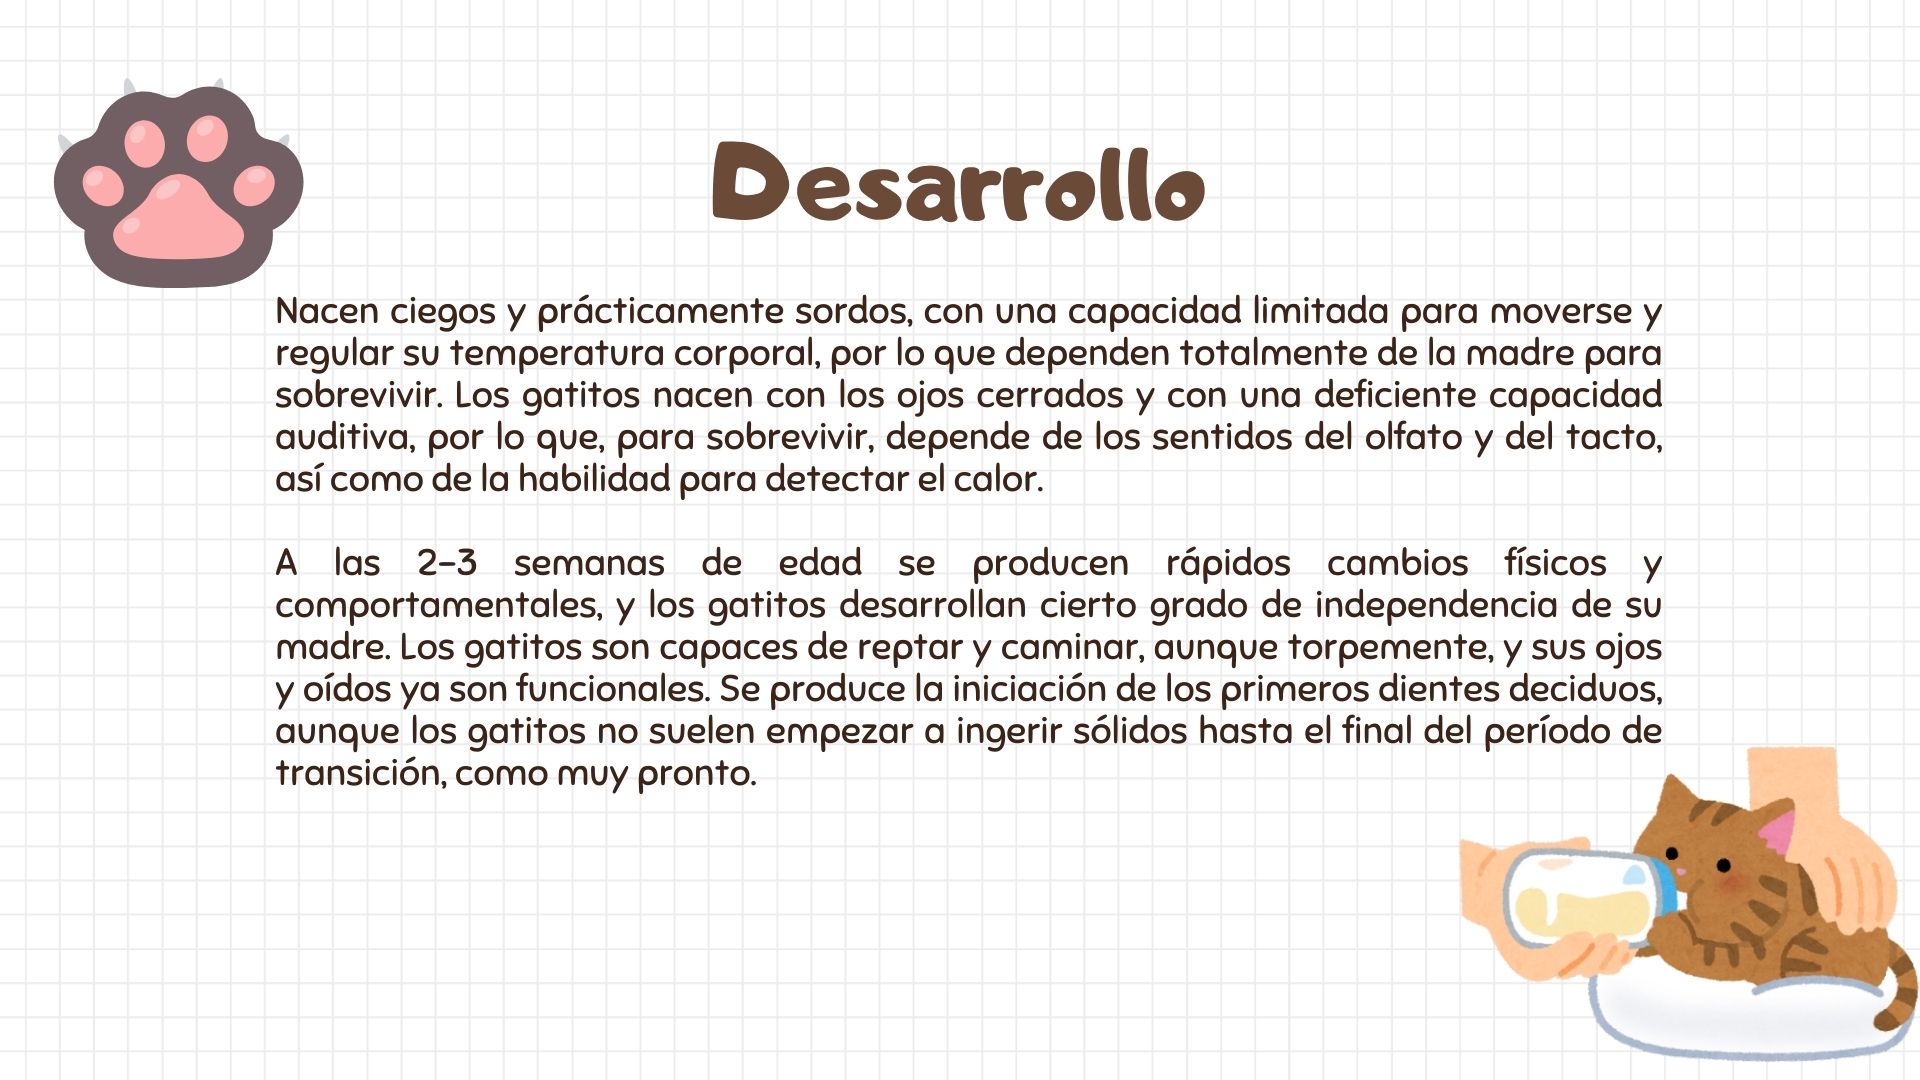 Desarrollo
Nacen ciegos y prácticamente sordos, con una capacidad limitada para moverse y
regular su temperatura corporal, por lo que dependen totalmente de la madre para
sobrevivir. Los gatitos nacen con los ojos cerrados y con una deficiente capacidad
auditiva, por lo que, para sobrevivir, depende de los sentidos del olfato y del tacto,
así como de la habilidad para detectar el calor.
A las 2-3 semanas de edad se producen rápidos cambios físicos y
comportamentales, y los gatitos desarrollan cierto grado de independencia de su
madre. Los gatitos son capaces de reptar y caminar, aunque torpemente, y sus ojos
y oídos ya son funcionales. Se produce la iniciación de los primeros dientes deciduos,
aunque los gatitos no suelen empezar a ingerir sólidos hasta el final del período de
transición, como muy pronto.